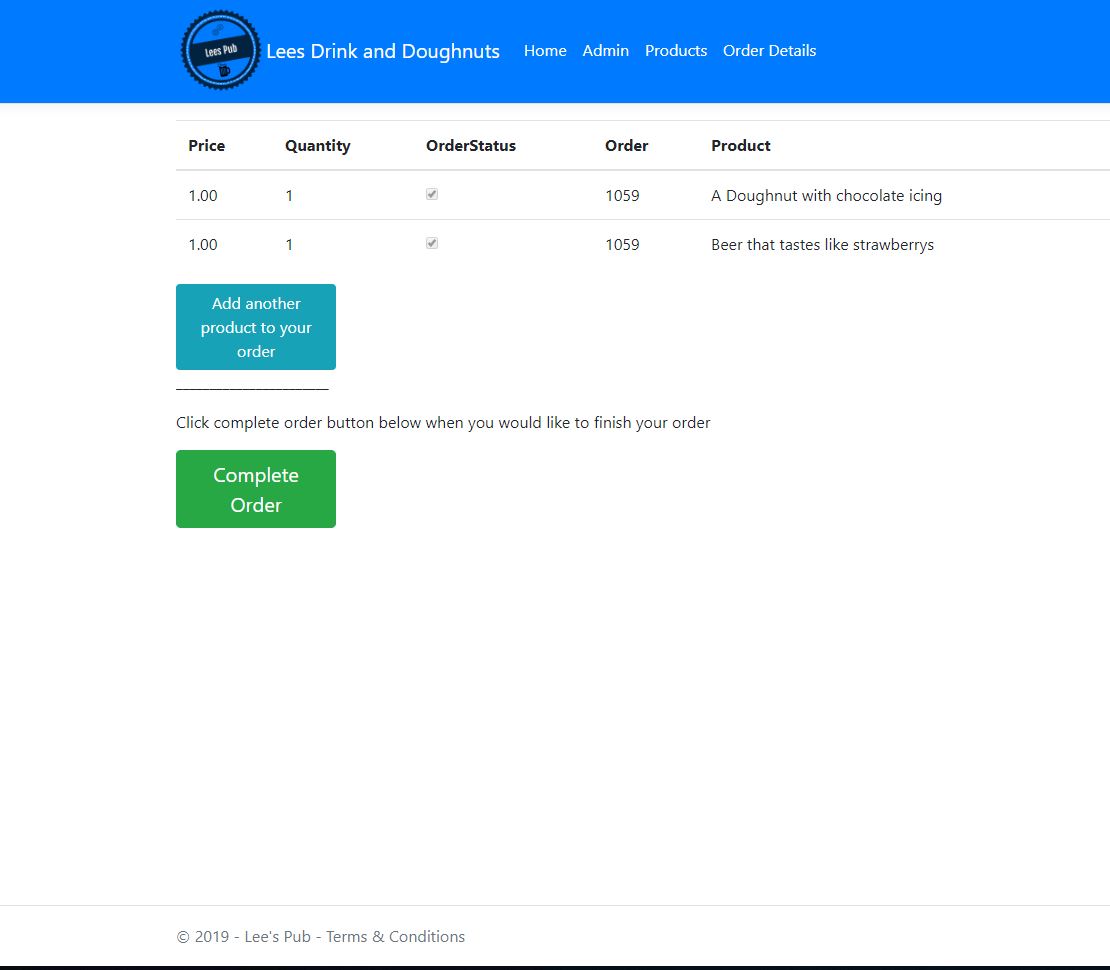 Lees Pub
Lees Drink and Doughnuts Home Admin Products Order Details
Price Quantity OrderStatus Order Product
1.00 1 1059 A Doughnut with chocolate icing
1.00 1 1059 Beer that tastes like strawberrys
Add another
product to your
order
Click complete order button below when you would like to finish your order
Complete
Order
© 2019 - Lee's Pub - Terms & Conditions